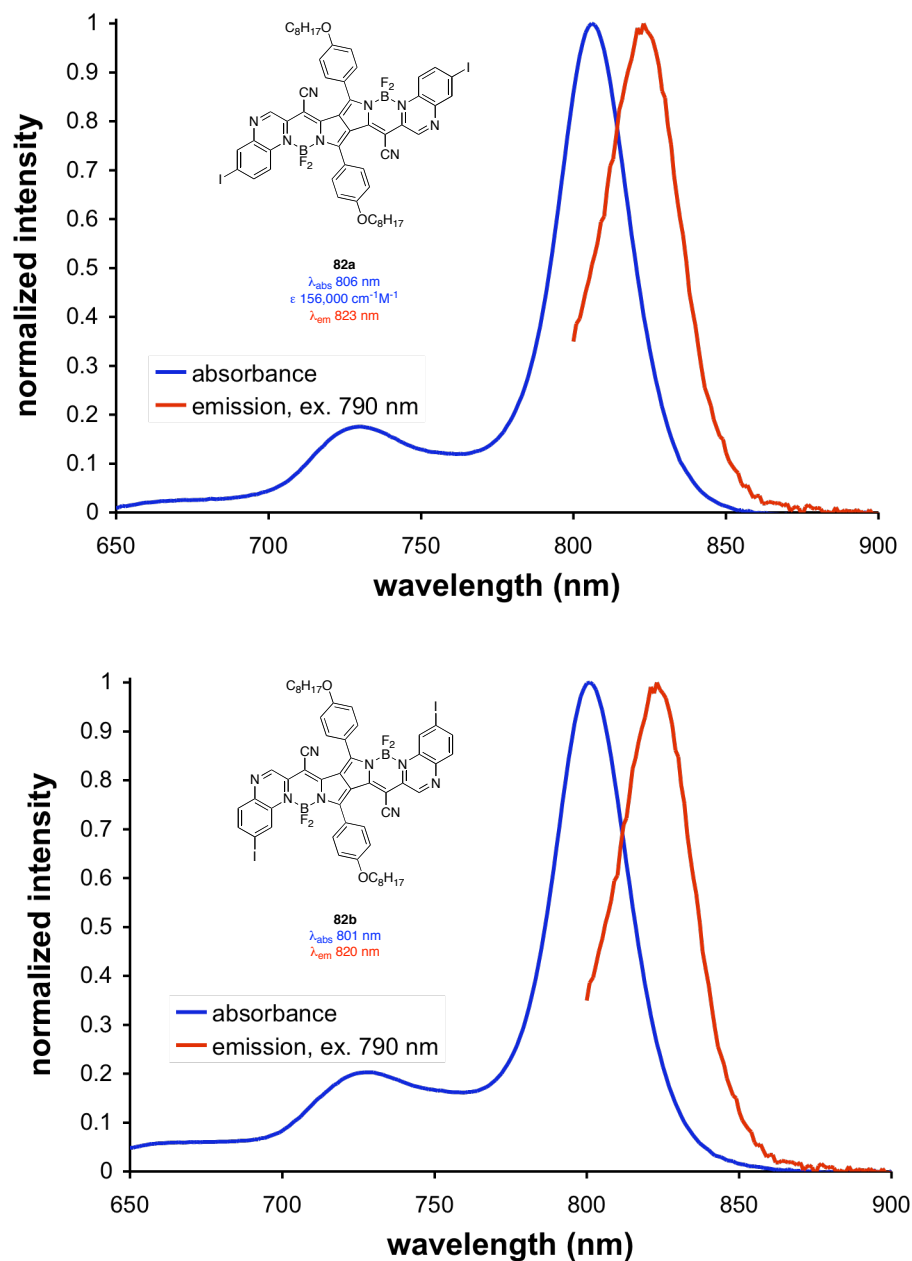 C8H17O
I
F2
CN
B
N
N
N
N
N
B
N
N
F2
CN
I
OC8H17
82a
λabs 806 nm
ε 156,000 cm-1M-1
λem 823 nm
absorbance
emission, ex. 790 nm
normalized intensity
1
0.9
0.8
0.7
0.6
0.5
0.4
0.3
0.2
0.1
0
650 700 750 800 850 900
wavelength (nm)
C8H17O
I
F2
CN
B
N
N
N
N
N
B
N
N
F2
CN
I
OC8H17
82b
λabs 801 nm
λem 820 nm
absorbance
emission, ex. 790 nm
normalized intensity
1
0.9
0.8
0.7
0.6
0.5
0.4
0.3
0.2
0.1
0
650 700 750 800 850 900
wavelength (nm)